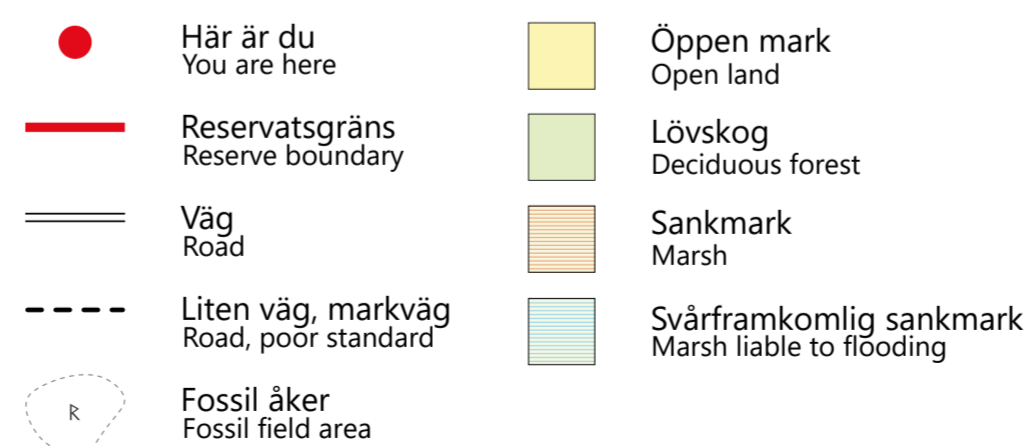 Här är du
You are here
Reservatsgräns
Reserve boundary
Väg
Road
Liten väg, markväg
Road, poor standard
R
Fossil åker
Fossil field area
Öppen mark
Open land
Lövskog
Deciduous forest
Sankmark
Marsh
Svårframkomlig sankmark
Marsh liable to flooding